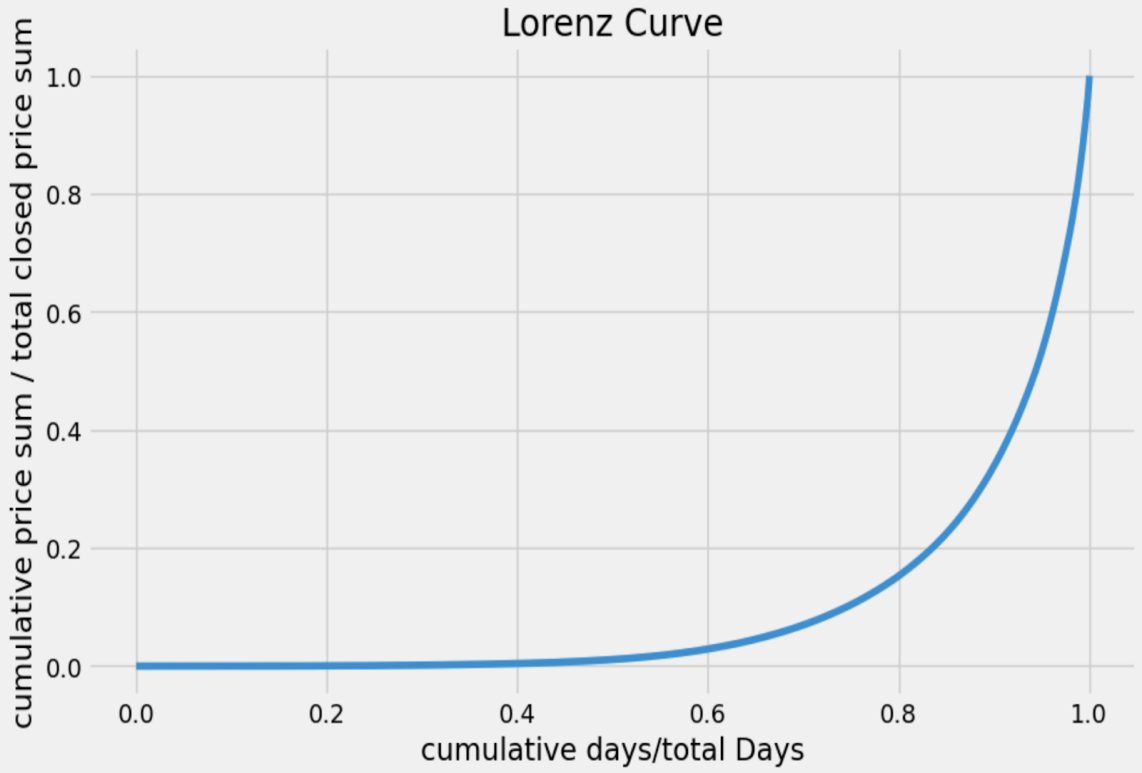 Lorenz Curve
cumulative price sum / total closed price sum
1.0
0.8
0.6
0.4
0.2
0.0
0.0 0.2 0.4 0.6 0.8 1.0
cumulative days/total Days